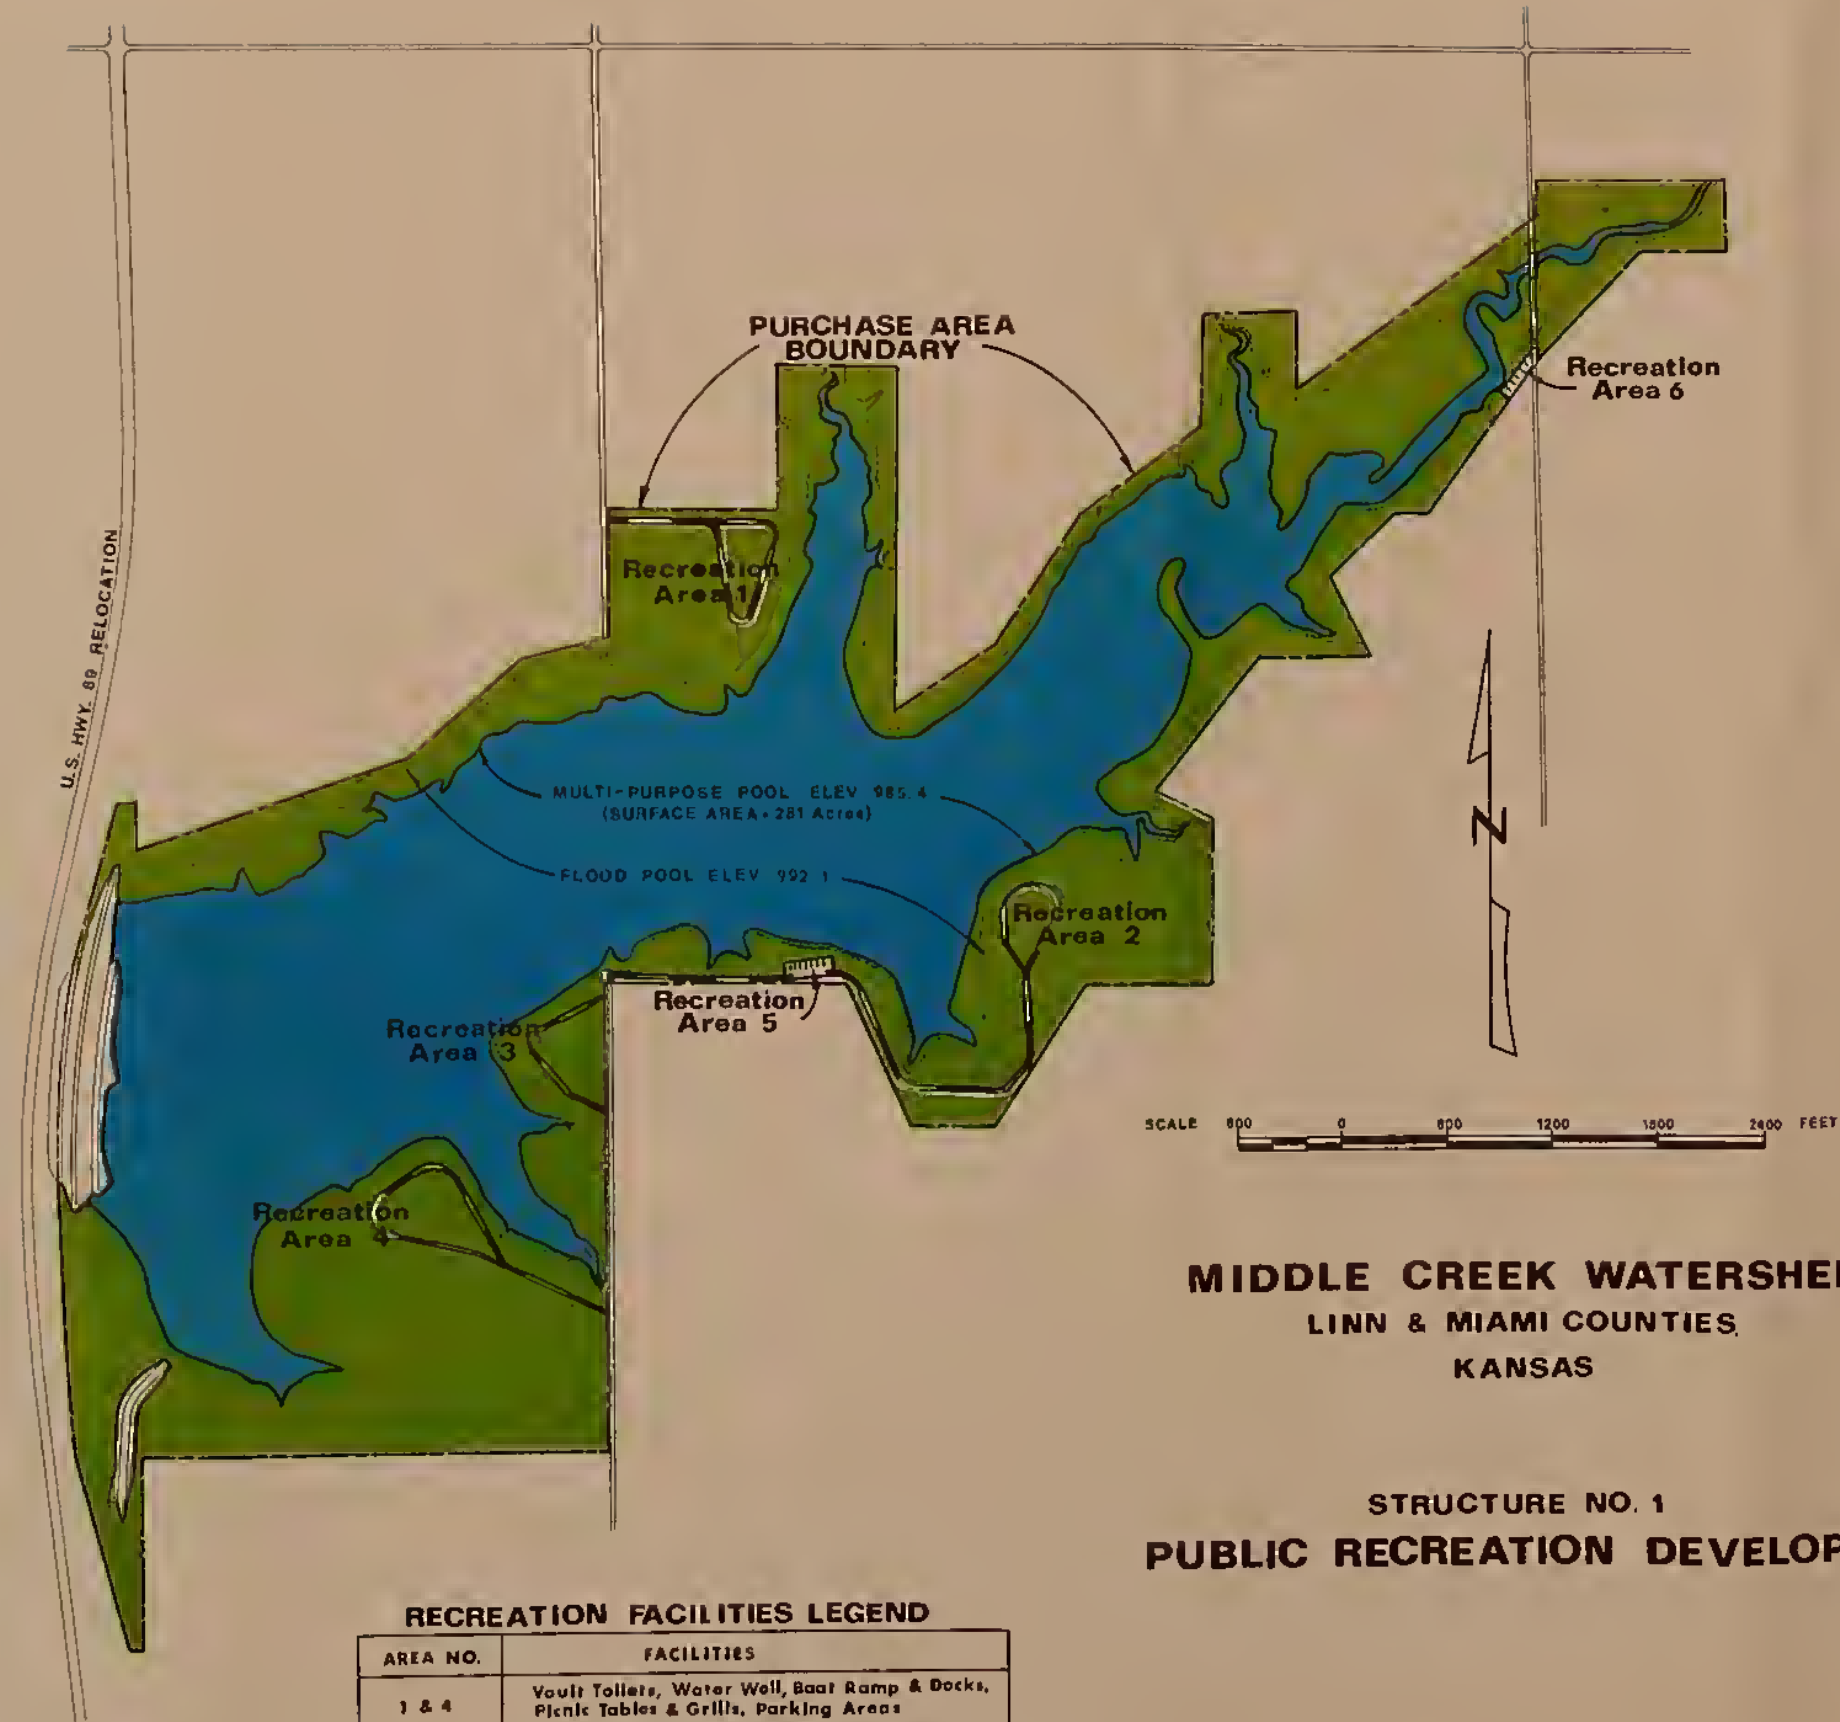 PURCHASE AREA
BOUNDARY
Recreation
Area 6
Recreation
Area 1
U.S. HWY. 69 RELOCATION
MULTI-PURPOSE POOL ELEV 985.4
(SURFACE AREA - 281 Acres)
FLOOD POOL ELEV 992.1
Recreation
Area 2
N
Recreation
Area 5
Recreation
Area 3
SCALE 600 0 600 1200 1800 2400 FEET
Recreation
Area 4
MIDDLE CREEK WATERSHE
LINN & MIAMI COUNTIES,
KANSAS
STRUCTURE NO. 1
PUBLIC RECREATION DEVELOP
RECREATION FACILITIES LEGEND
AREA NO. FACILITIES
1 & 4 Vault Toilets, Water Well, Boat Ramp & Docks,
Picnic Tables & Grills, Parking Areas